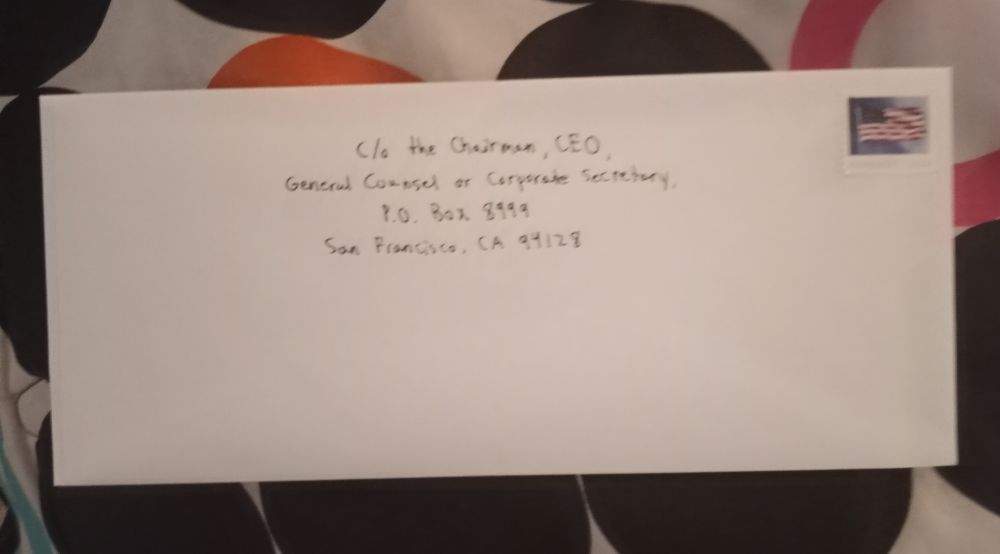 C/o the Chairman, CEO,
General Counsel or Corporate Secretary,
P.O. Box 8999
San Francisco, CA 94128